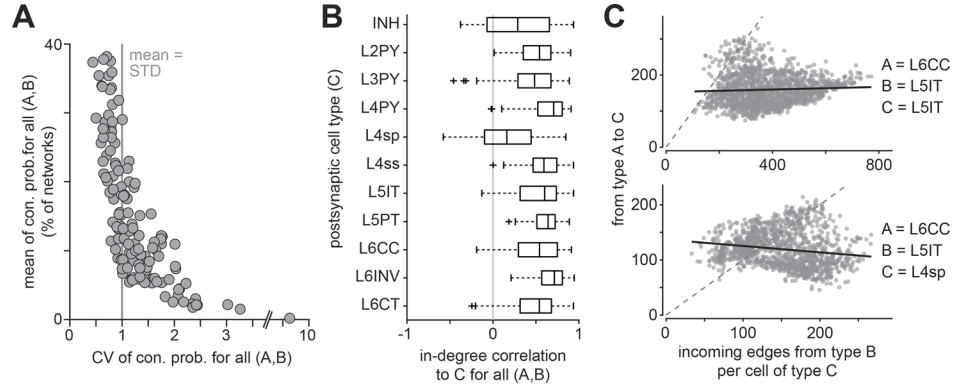 A
mean of con. prob.for all (A,B)
(% of networks)
40
0
mean =
STD
0
1
2
3
10
CV of con. prob. for all (A,B)
B
postsynaptic cell type (C)
INH
L2PY
L3PY
L4PY
L4sp
L4ss
L5IT
L5PT
L6CC
L6INV
L6CT
-1
0
1
in-degree correlation
to C for all (A,B)
C
from type A to C
200
0
0
400
800
A = L6CC
B = L5IT
C = L5IT
200
100
0
0
100
200
A = L6CC
B = L5IT
C = L4sp
incoming edges from type B
per cell of type C